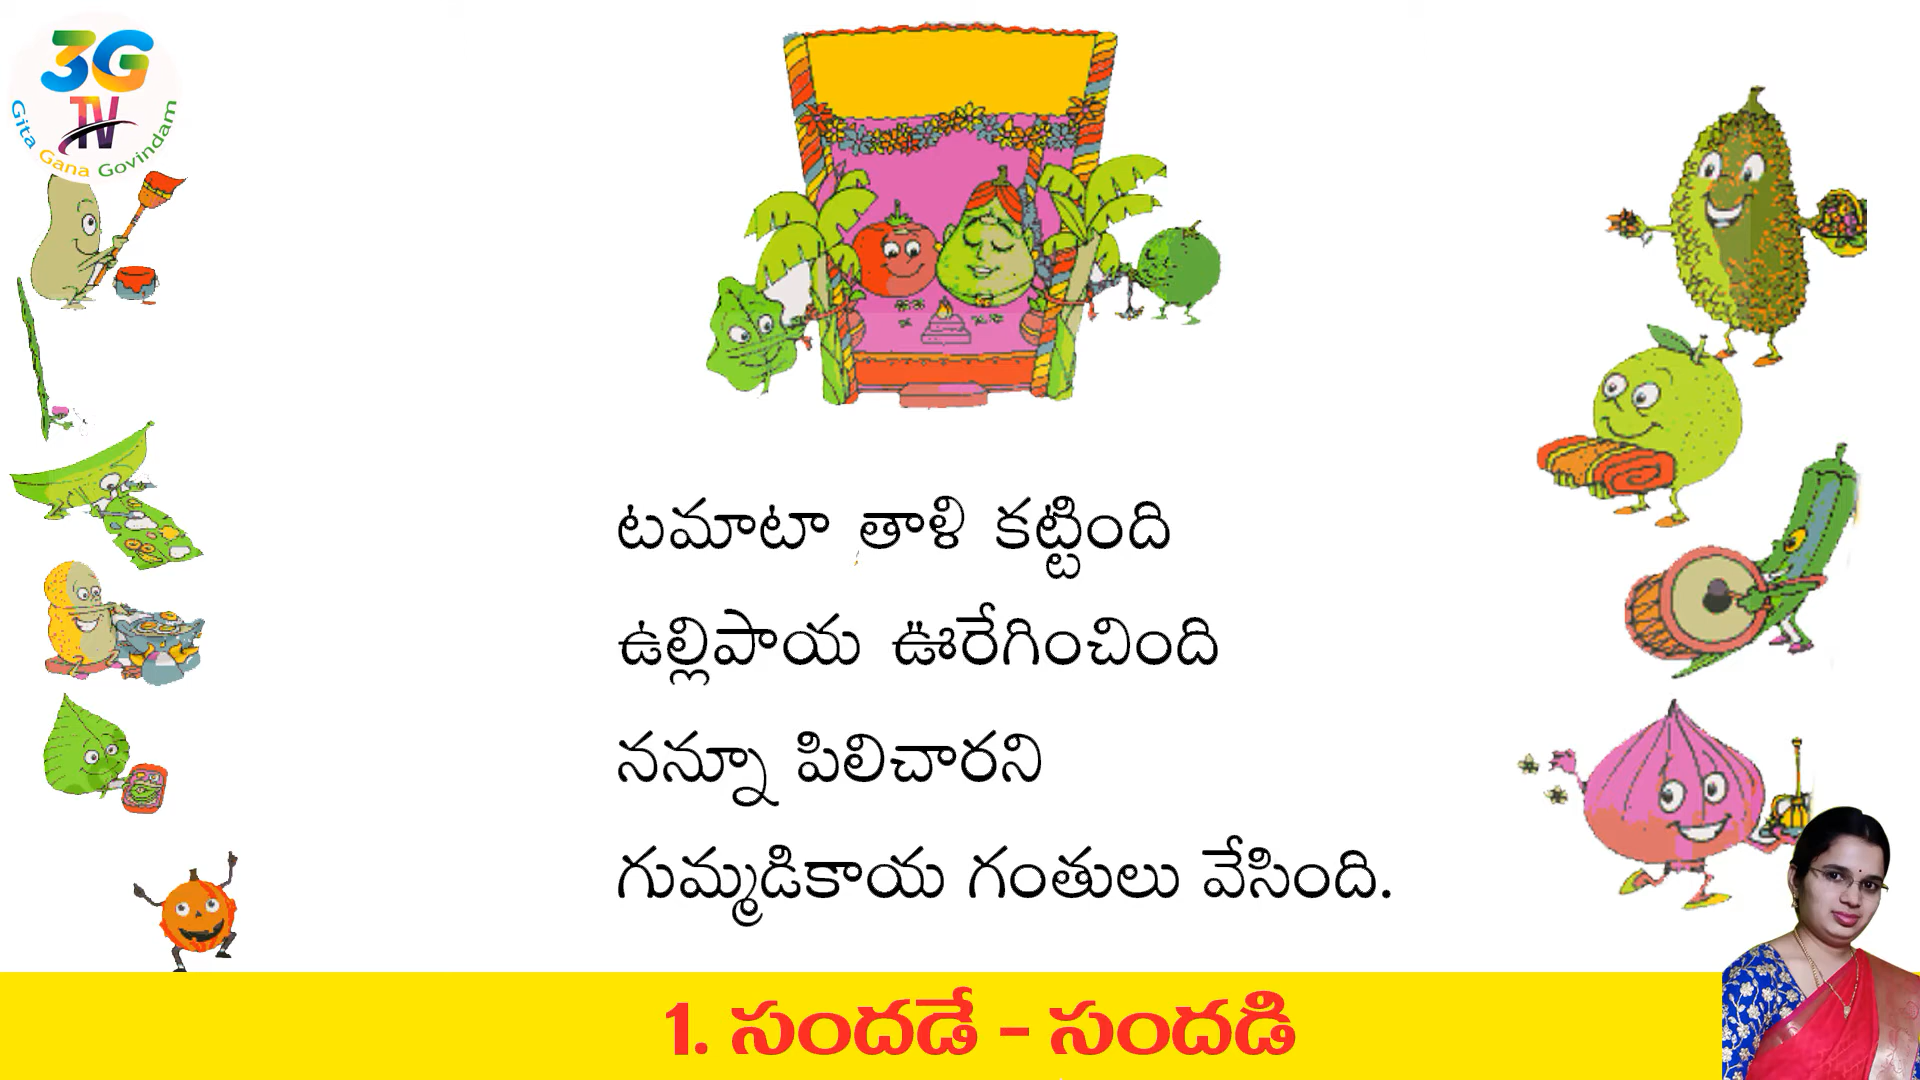 3G
TV
Gita Gana Govindam
టమాటా తాళి కట్టింది
ఉల్లిపాయ ఊరేగించింది
నన్నూ పిలిచారని
గుమ్మడికాయ గంతులు వేసింది.
1. సందడే - సందడి